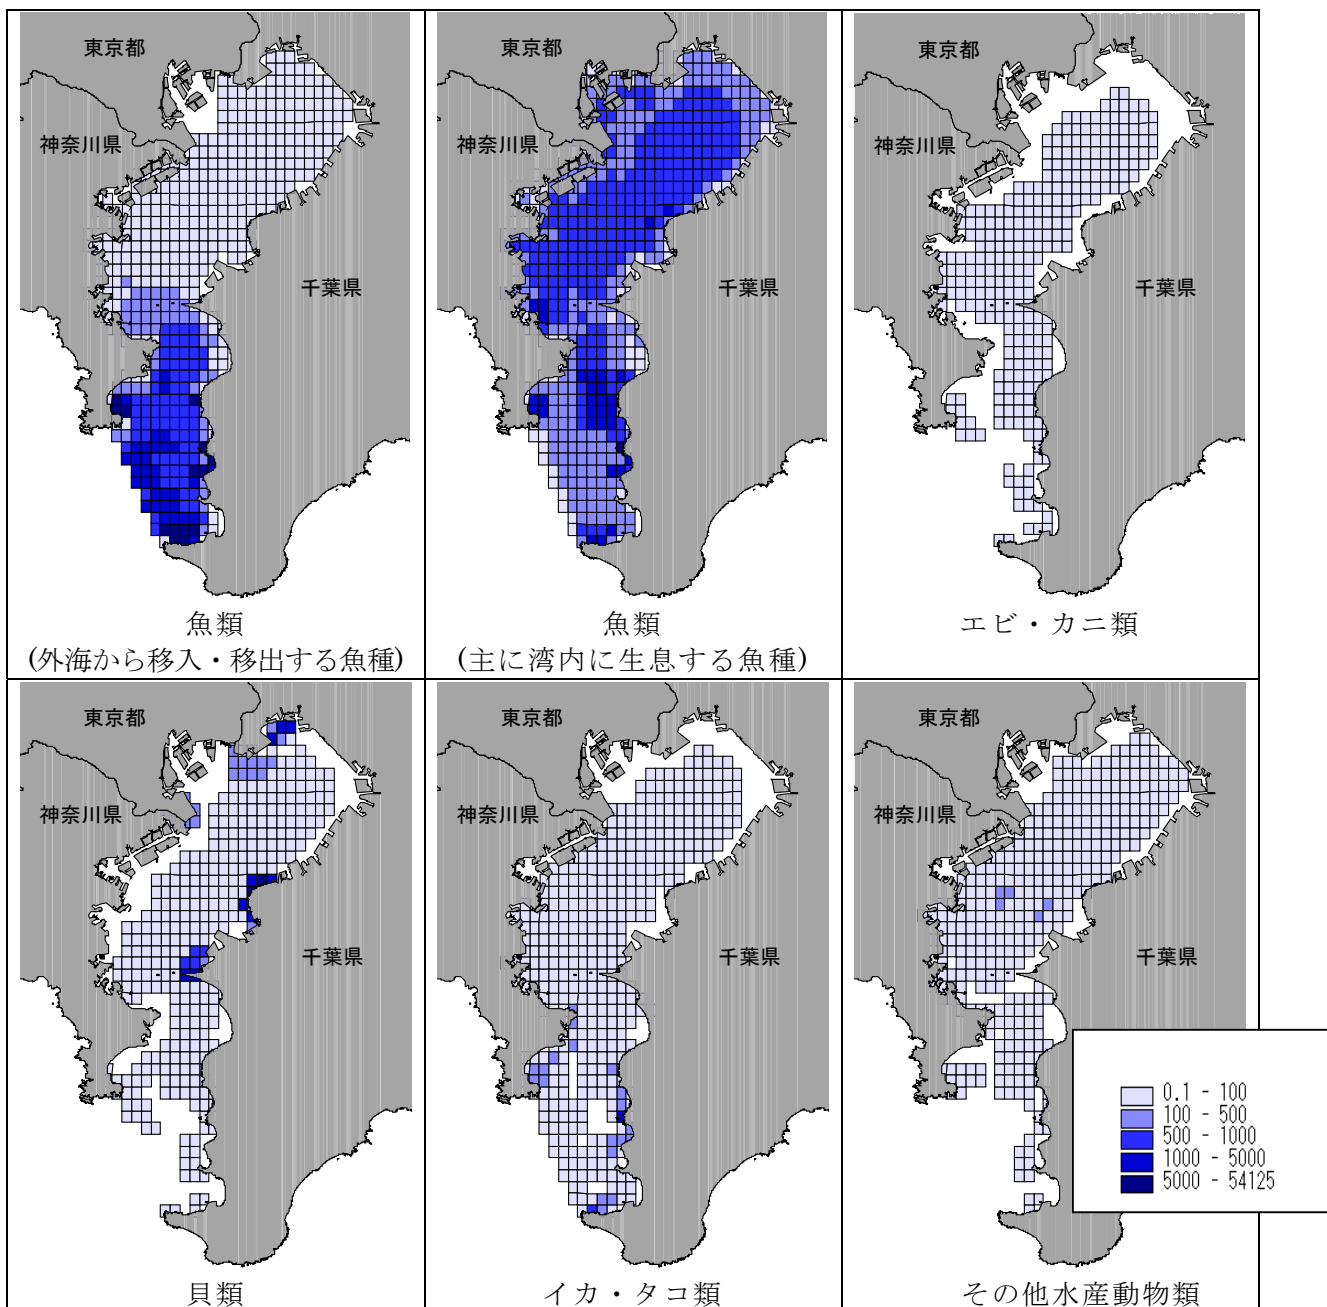 東京都
神奈川県
千葉県
魚類
(外海から移入・移出する魚種)
東京都
神奈川県
千葉県
魚類
(主に湾内に生息する魚種)
東京都
神奈川県
千葉県
エビ・カニ類
東京都
神奈川県
千葉県
貝類
東京都
神奈川県
千葉県
イカ・タコ類
東京都
神奈川県
千葉県
その他水産動物類
0.1 - 100
100 - 500
500 - 1000
1000 - 5000
5000 - 54125